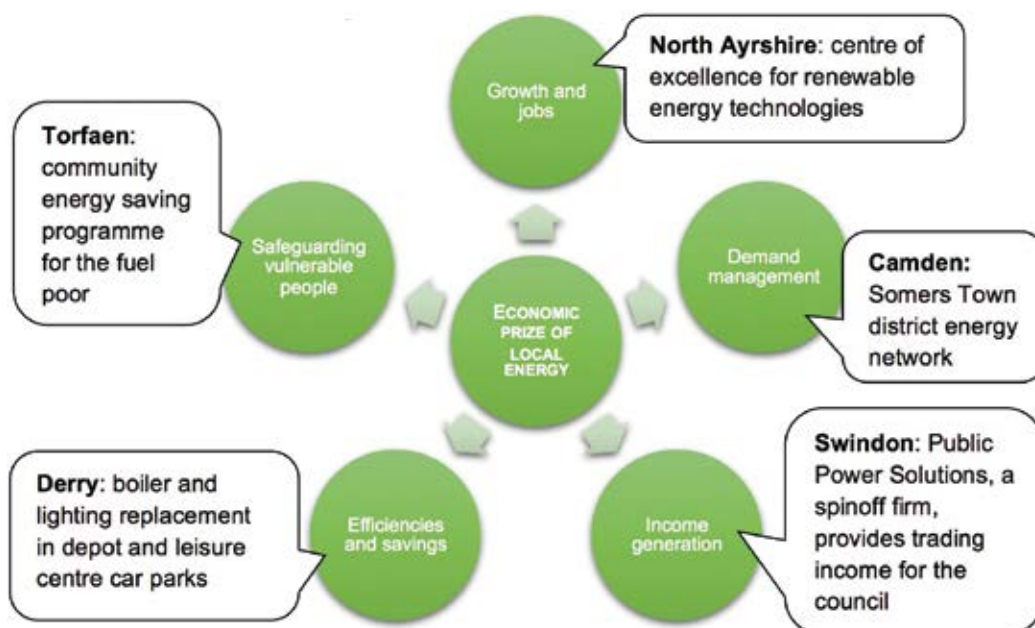 Growth and
jobs
North Ayrshire: centre of
excellence for renewable
energy technologies
Torfaen:
community
energy saving
programme
for the fuel
poor
Safeguarding
vulnerable
people
Demand
management
Camden:
Somers Town
district energy
network
ECONOMIC
PRIZE OF
LOCAL
ENERGY
Derry: boiler and
lighting replacement
in depot and leisure
centre car parks
Efficiencies
and savings
Income
generation
Swindon: Public
Power Solutions, a
spinoff firm,
provides trading
income for the
council